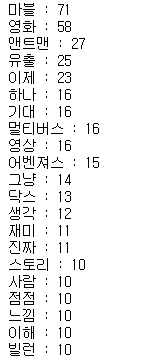 마블 : 71
영화 : 58
앤트맨 : 27
유출 : 25
이제 : 23
하나 : 16
기대 : 16
멀티버스 : 16
영상 : 16
어벤져스 : 15
그냥 : 14
닥스 : 13
생각 : 12
재미 : 11
진짜 : 11
스토리 : 10
사람 : 10
점점 : 10
느낌 : 10
이해 : 10
빌런 : 10